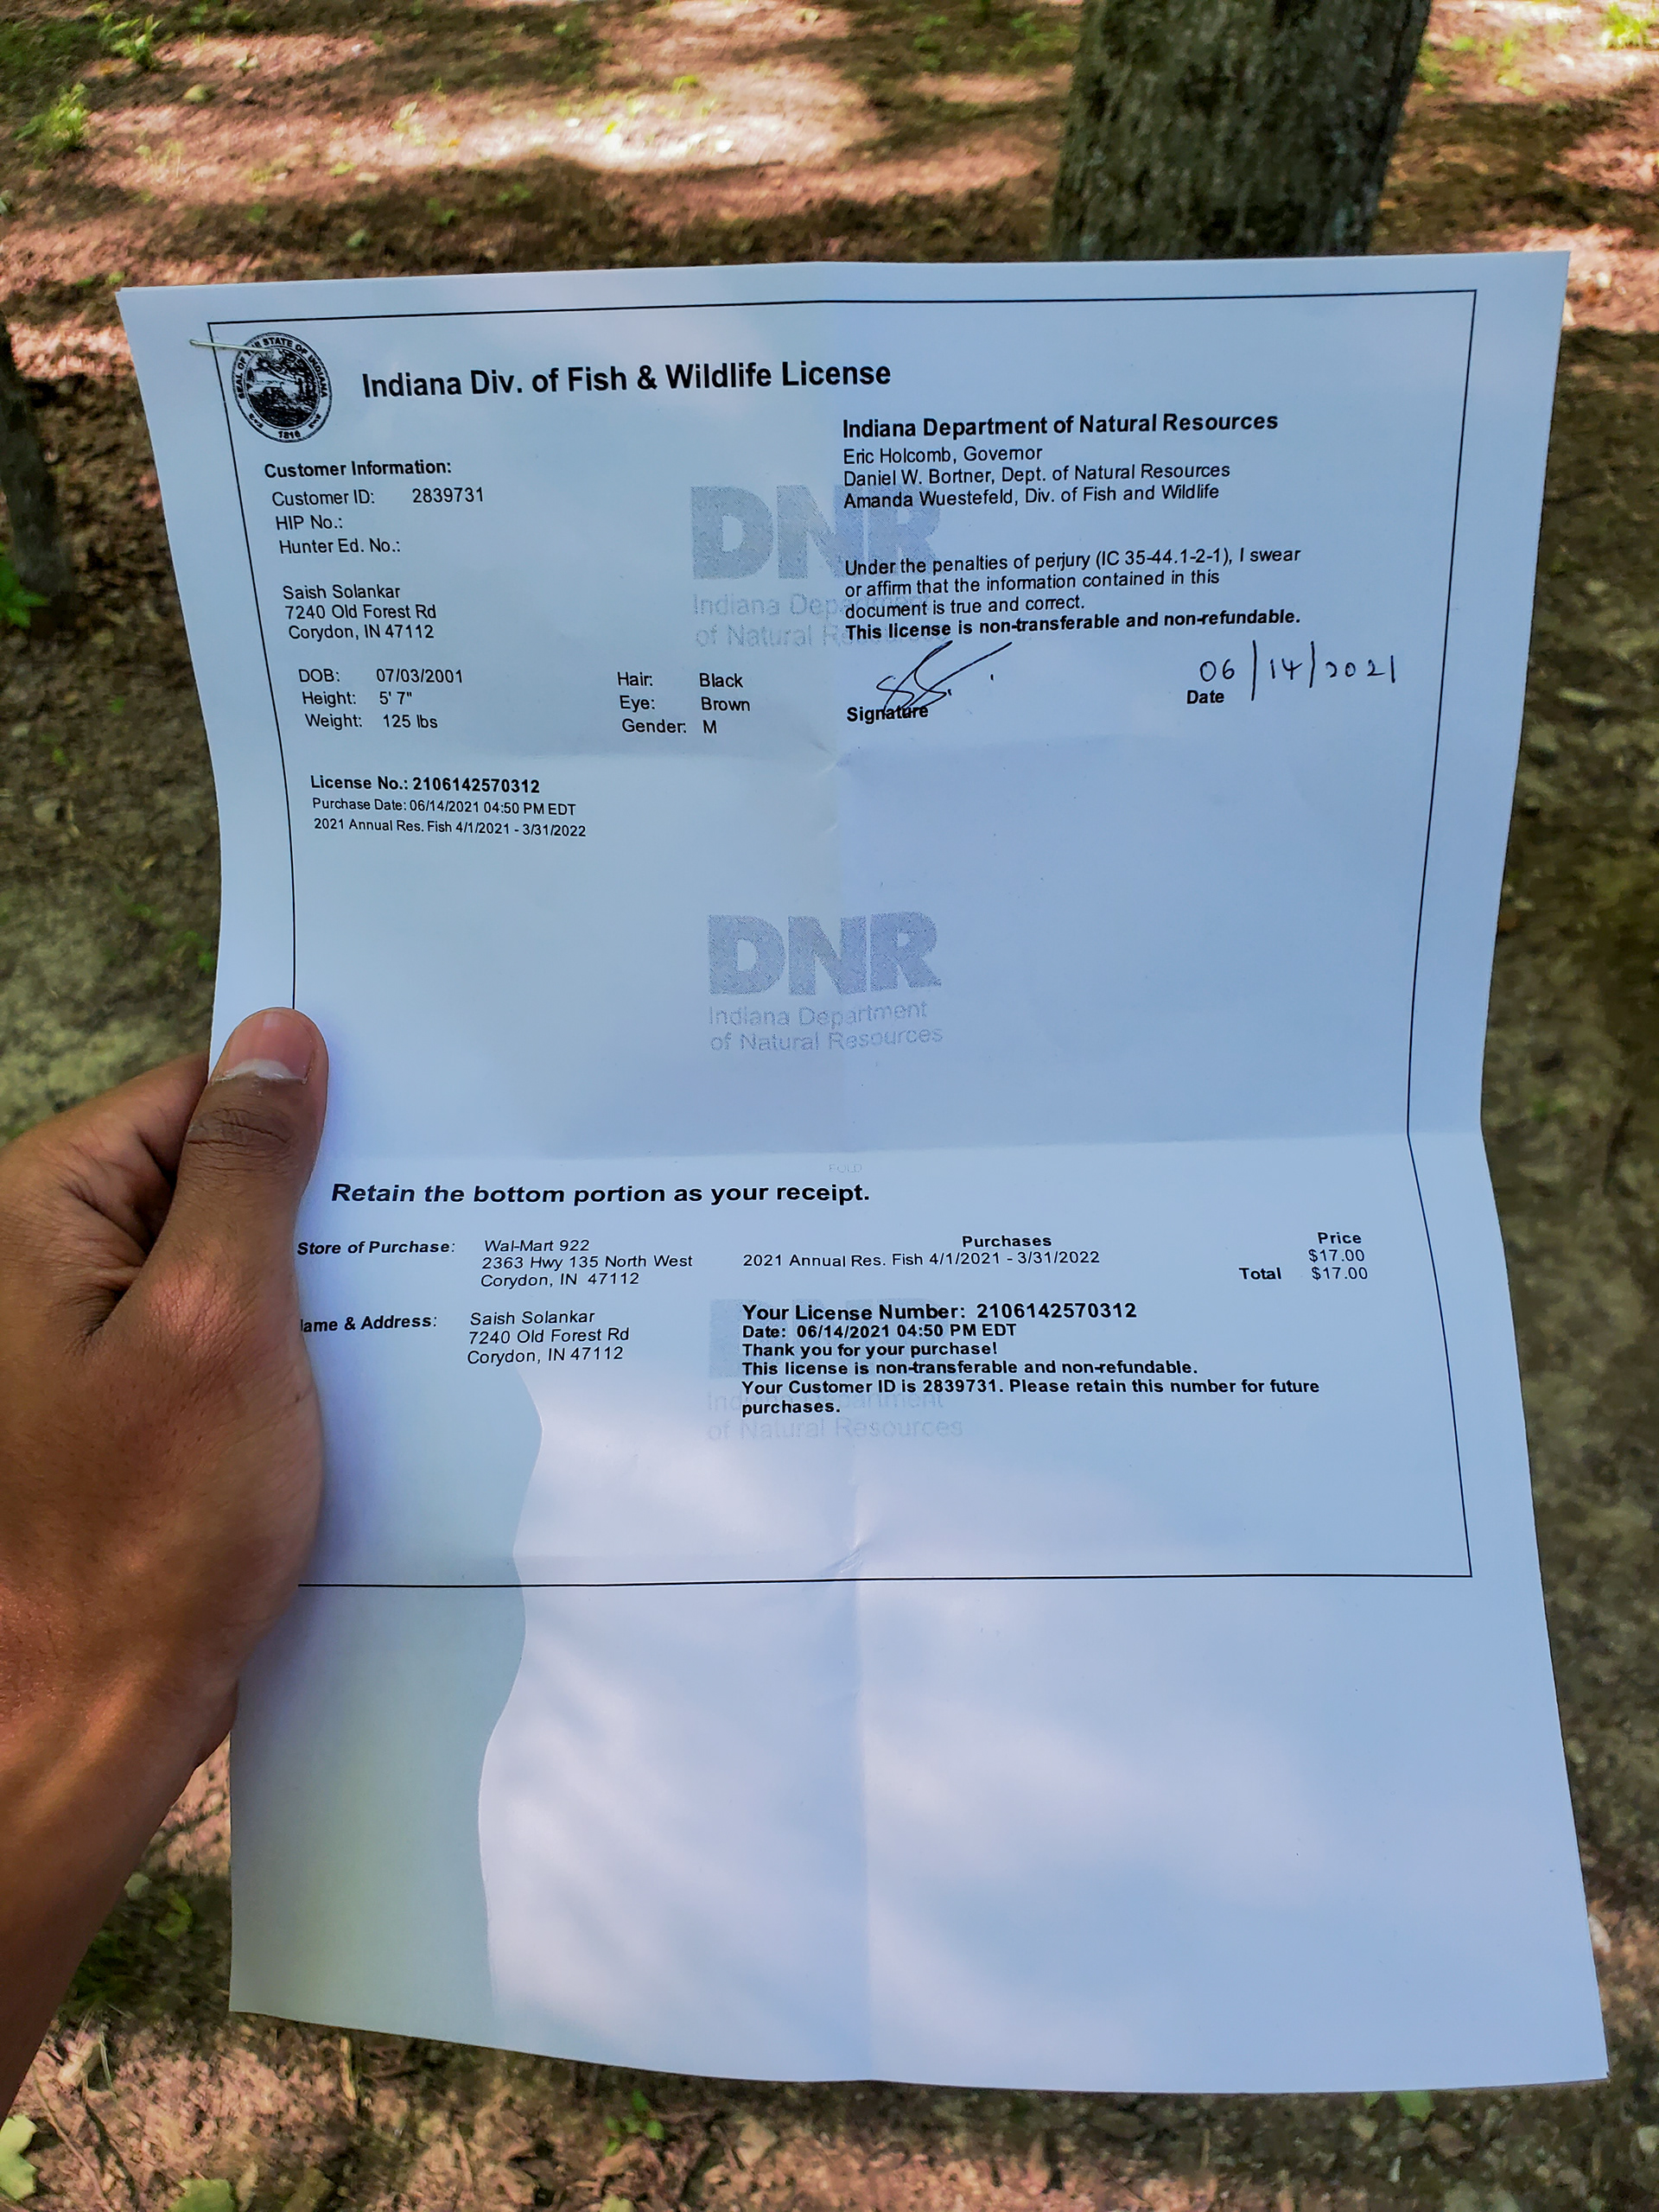 SEAL OF THE STATE OF INDIANA
1816
Indiana Div. of Fish & Wildlife License
Indiana Department of Natural Resources
Eric Holcomb, Governor
Daniel W. Bortner, Dept. of Natural Resources
Amanda Wuestefeld, Div. of Fish and Wildlife
Customer Information:
Customer ID: 2839731
HIP No.:
Hunter Ed. No.:
DNR
Indiana Dep
of Natural R
Under the penalties of perjury (IC 35-44.1-2-1), I swear
or affirm that the information contained in this
document is true and correct.
This license is non-transferable and non-refundable.
Saish Solankar
7240 Old Forest Rd
Corydon, IN 47112
DOB: 07/03/2001
Height: 5' 7"
Weight: 125 lbs
Hair: Black
Eye: Brown
Gender: M
Signature
06/14/2021
Date
License No.: 2106142570312
Purchase Date: 06/14/2021 04:50 PM EDT
2021 Annual Res. Fish 4/1/2021 - 3/31/2022
DNR
Indiana Department
of Natural Resources
FOLD
Retain the bottom portion as your receipt.
Store of Purchase: Wal-Mart 922
2363 Hwy 135 North West
Corydon, IN 47112
Purchases Price
2021 Annual Res. Fish 4/1/2021 - 3/31/2022 $17.00
Total $17.00
ame & Address: Saish Solankar
7240 Old Forest Rd
Corydon, IN 47112
Your License Number: 2106142570312
Date: 06/14/2021 04:50 PM EDT
Thank you for your purchase!
This license is non-transferable and non-refundable.
Your Customer ID is 2839731. Please retain this number for future
purchases.
of Natural Resources